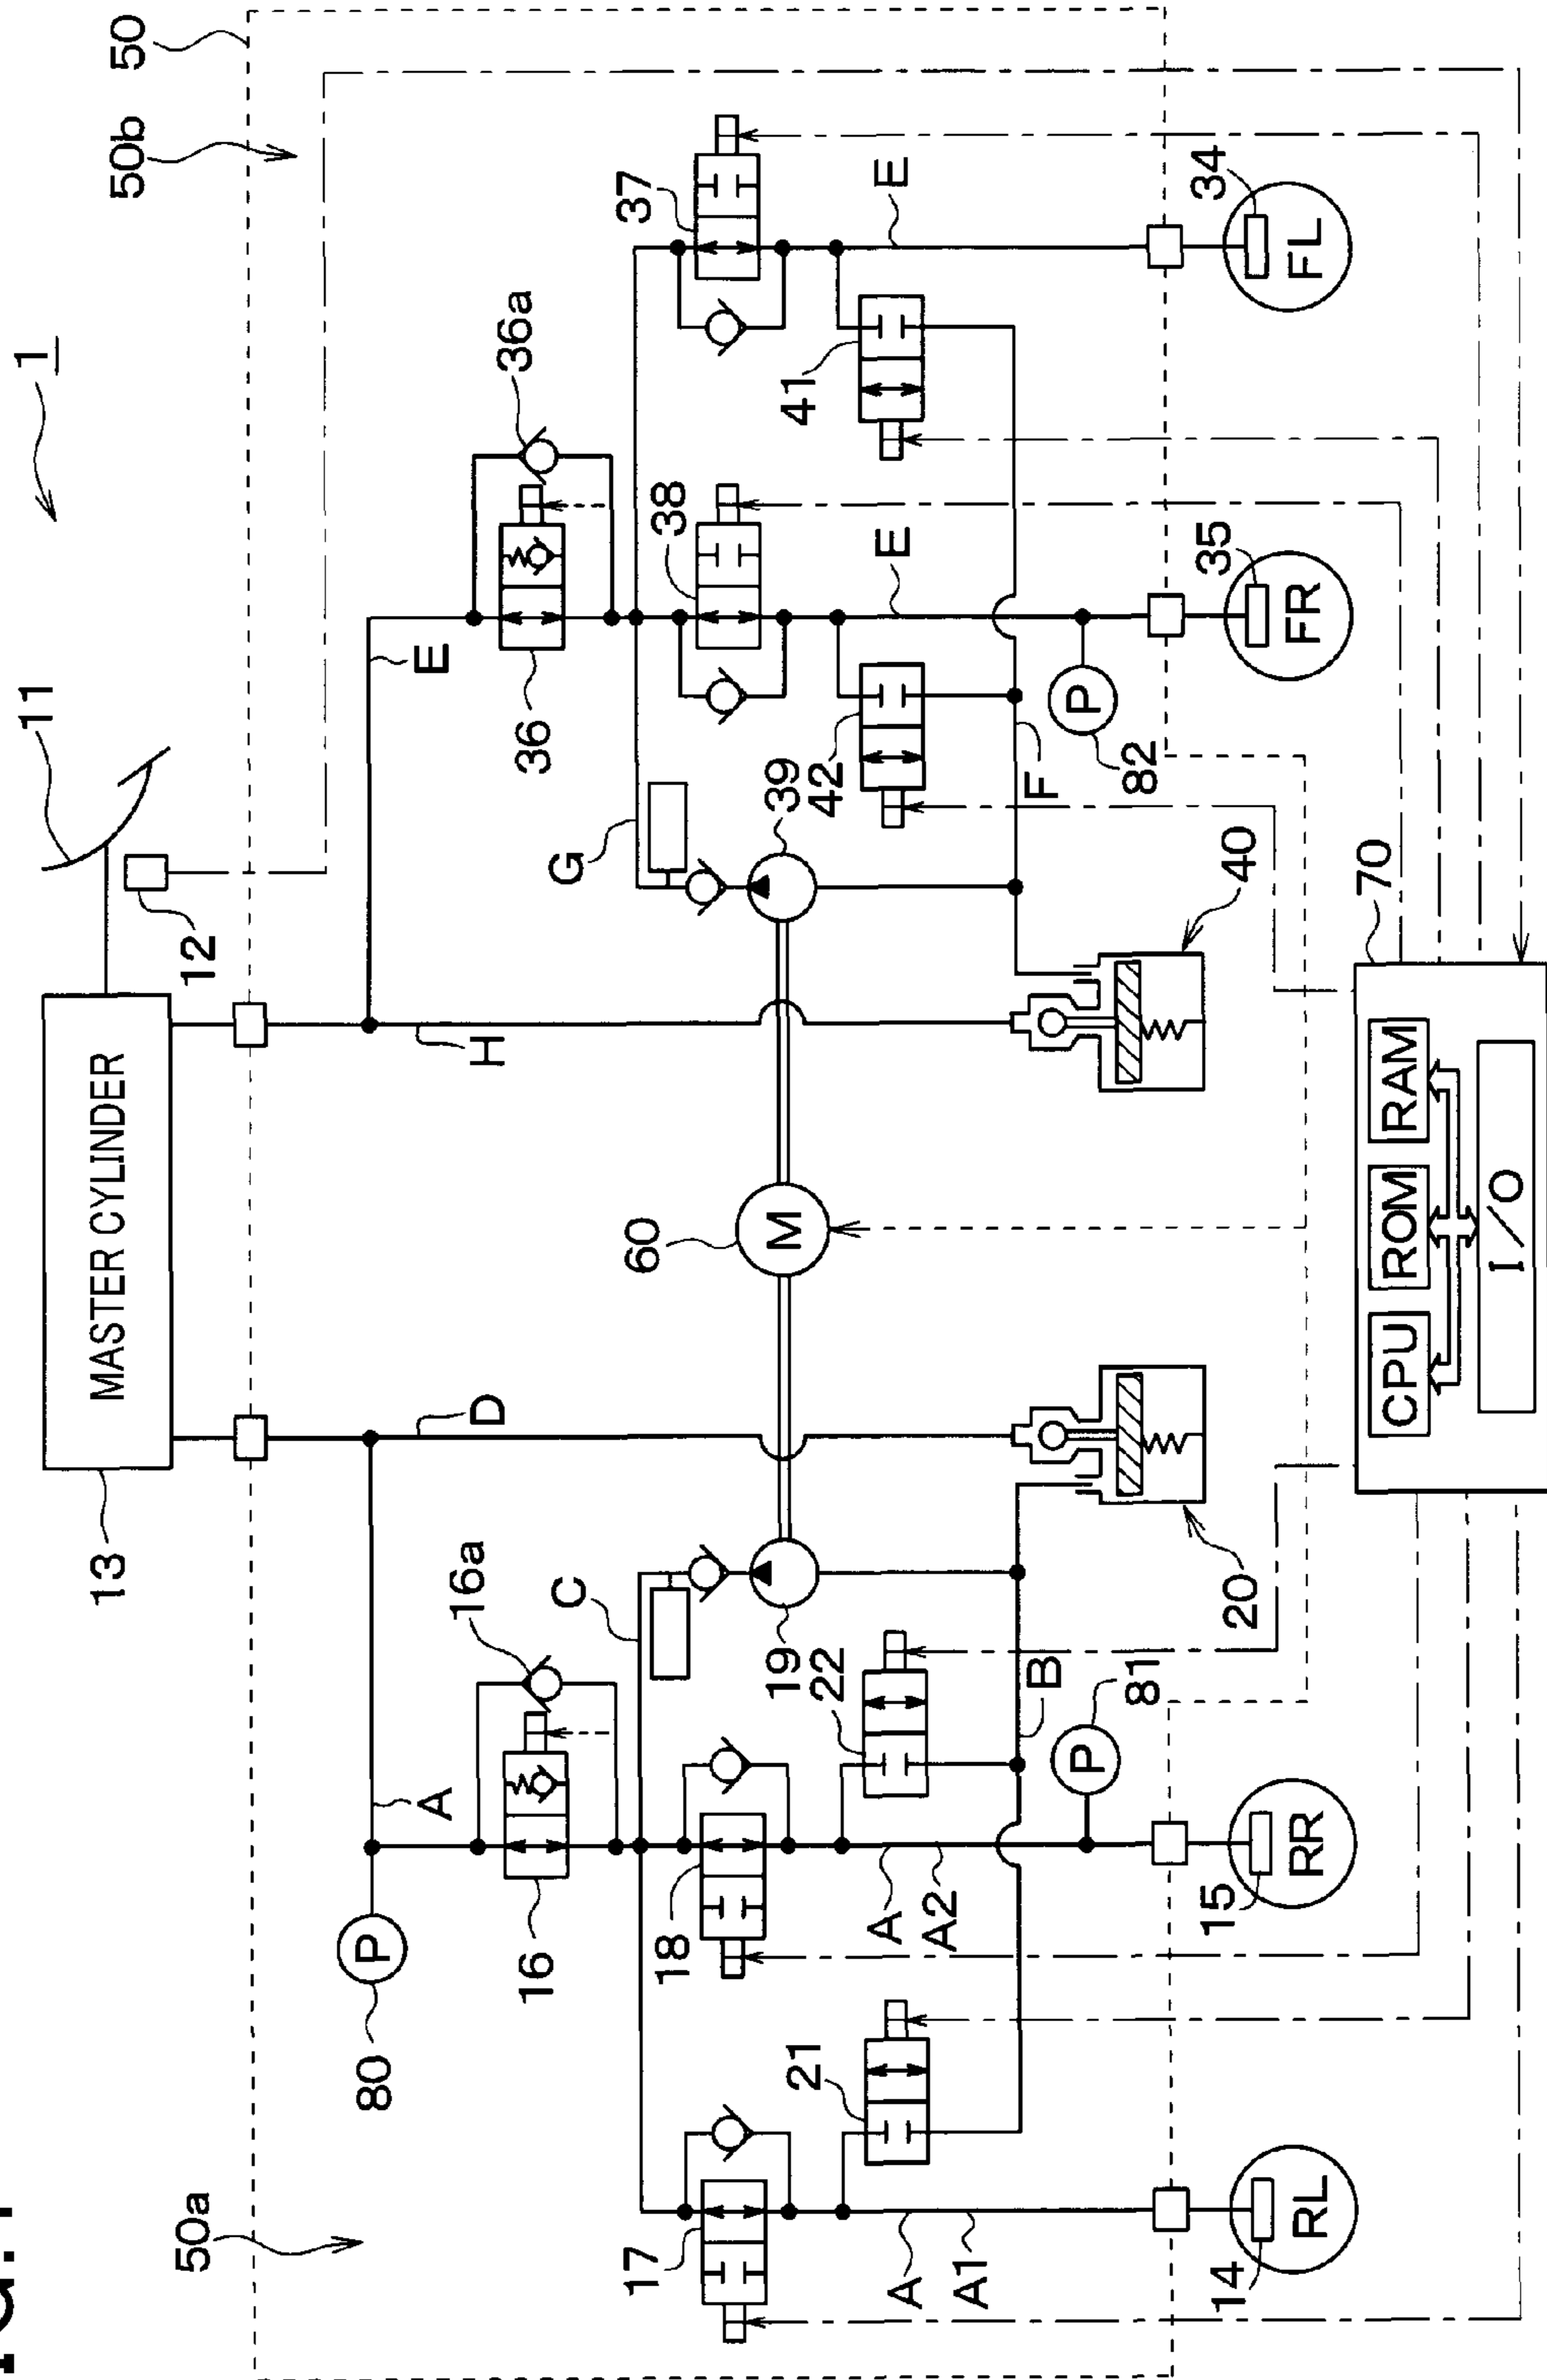 1
11
50
50b
MASTER CYLINDER
13
12
50a
80
P
A
16a
D
H
E
36a
16
36
C
G
17
18
60
38
37
M
19
39
22
42
21
41
A
A1
A
A2
E
E
B
F
P
81
P
82
20
40
14
15
35
34
RL
RR
FR
FL
70
CPU
ROM
RAM
I/O